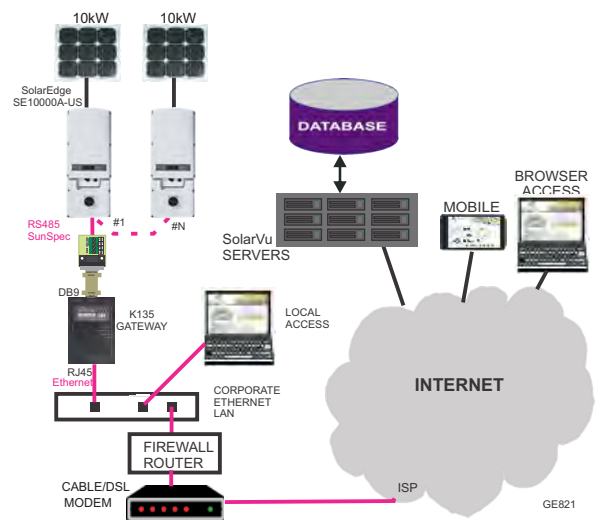 10kW
10kW
SolarEdge
SE10000A-US
#1
#N
RS485
SunSpec
DB9
K135
GATEWAY
RJ45
Ethernet
LOCAL
ACCESS
CORPORATE
ETHERNET
LAN
FIREWALL
ROUTER
CABLE/DSL
MODEM
DATABASE
SolarVu
SERVERS
MOBILE
BROWSER
ACCESS
INTERNET
ISP
GE821